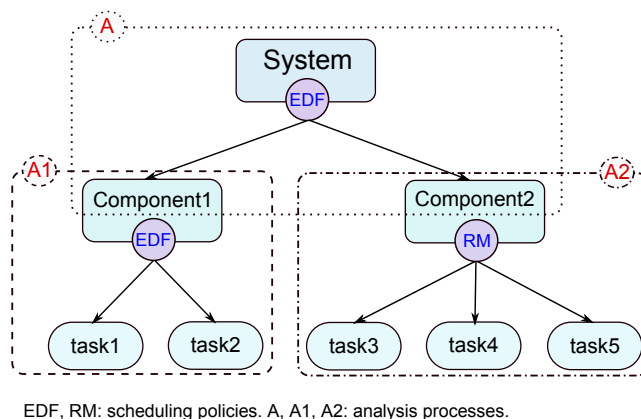 A
System
EDF
A1
A2
Component1
Component2
EDF
RM
task1
task2
task3
task4
task5
EDF, RM: scheduling policies. A, A1, A2: analysis processes.